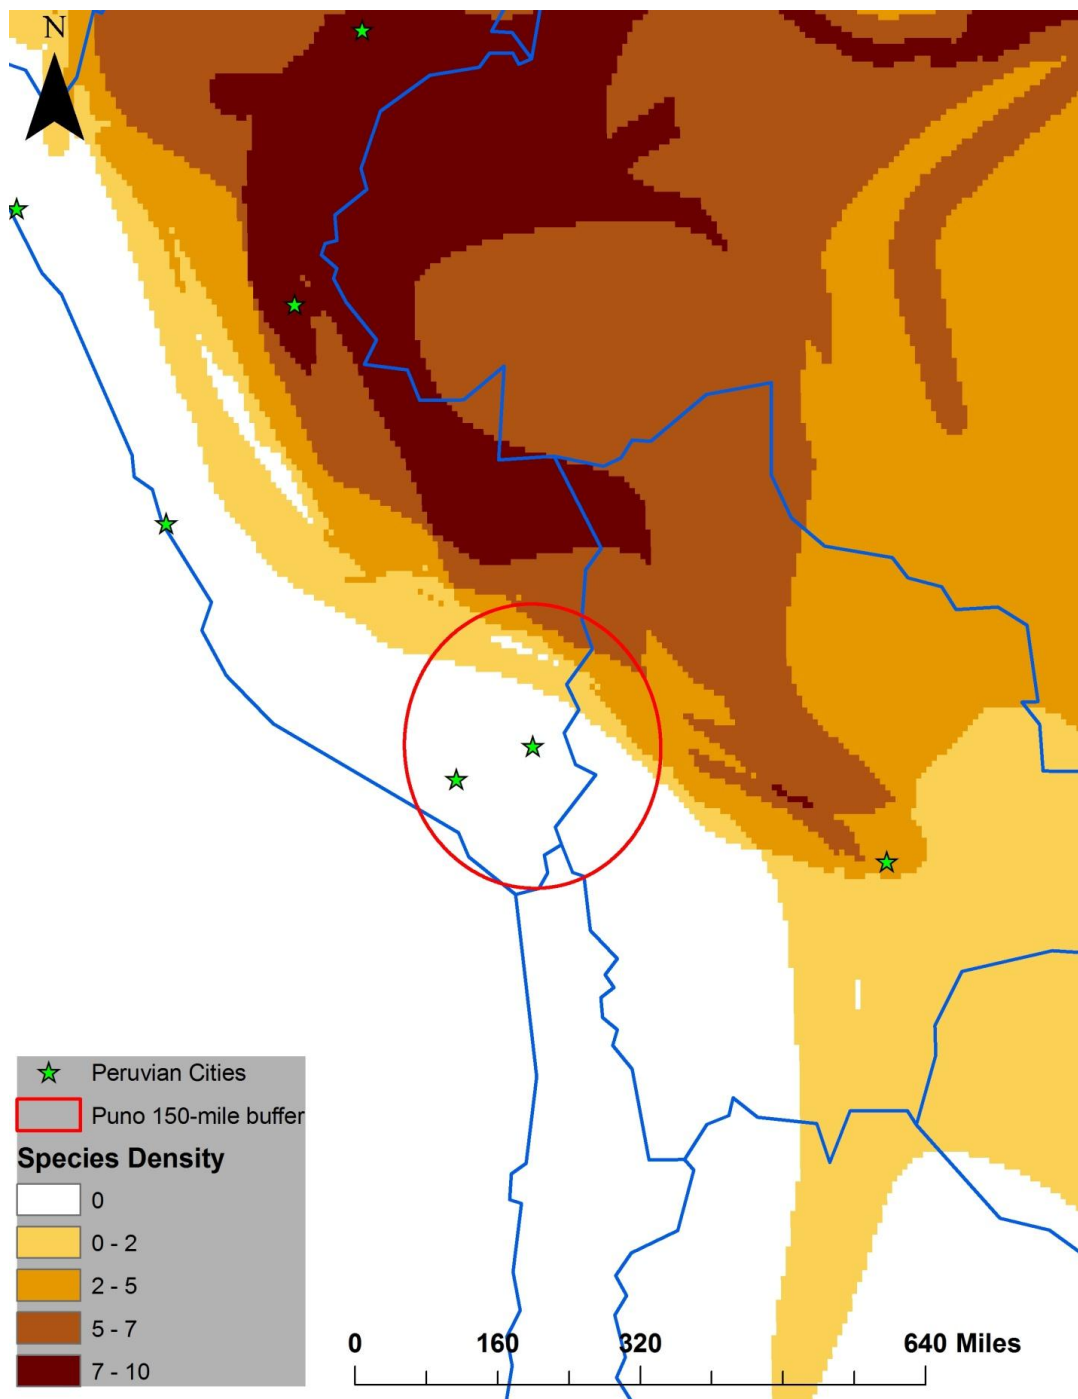 N
Peruvian Cities
Puno 150-mile buffer
Species Density
0
0 - 2
2 - 5
5 - 7
7 - 10
0 160 320 640 Miles